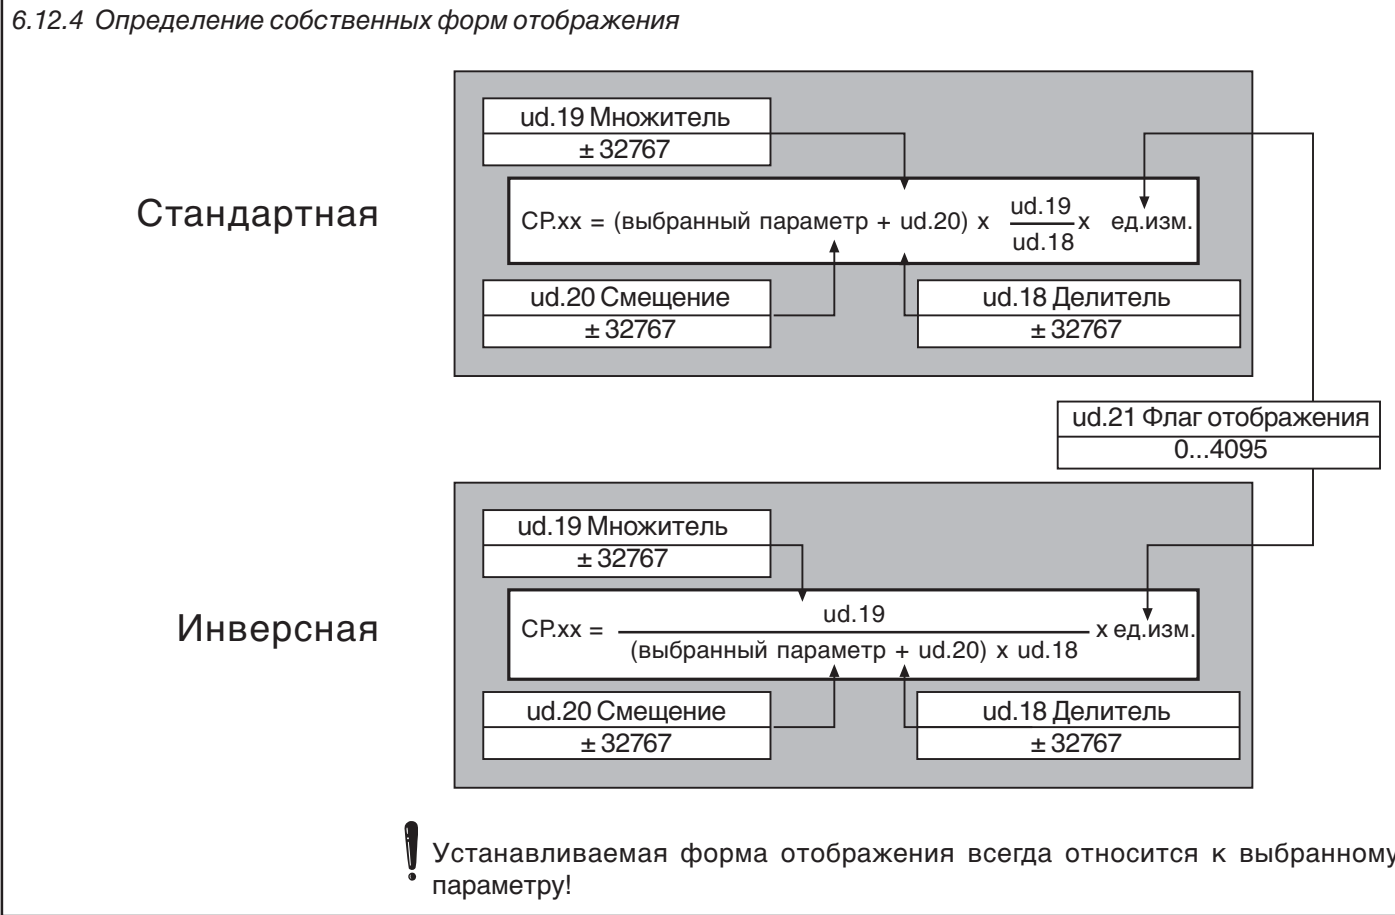 6.12.4 Определение собственных форм отображения
ud.19 Множитель
± 32767
Стандартная
CP.xx = (выбранный параметр + ud.20) x ud.19 / ud.18 x ед.изм.
ud.20 Смещение
± 32767
ud.18 Делитель
± 32767
ud.21 Флаг отображения
0...4095
ud.19 Множитель
± 32767
Инверсная
CP.xx = ud.19 / (выбранный параметр + ud.20) x ud.18 x ед.изм.
ud.20 Смещение
± 32767
ud.18 Делитель
± 32767
! Устанавливаемая форма отображения всегда относится к выбранному
параметру!